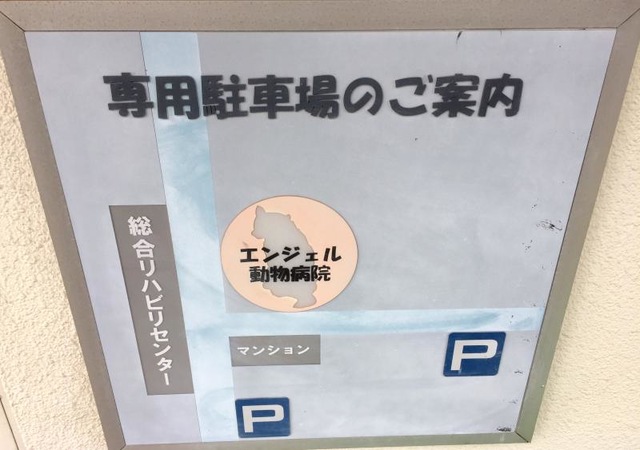 専用駐車場のご案内
総合リハビリセンター
エンジェル
動物病院
マンション
P
P